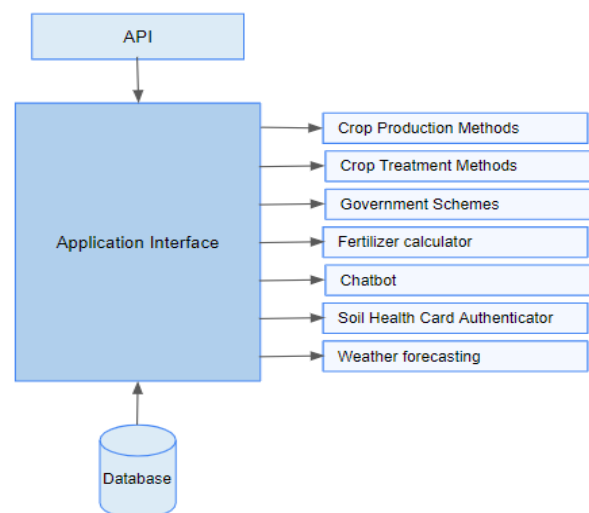 API
Application Interface
Crop Production Methods
Crop Treatment Methods
Government Schemes
Fertilizer calculator
Chatbot
Soil Health Card Authenticator
Weather forecasting
Database